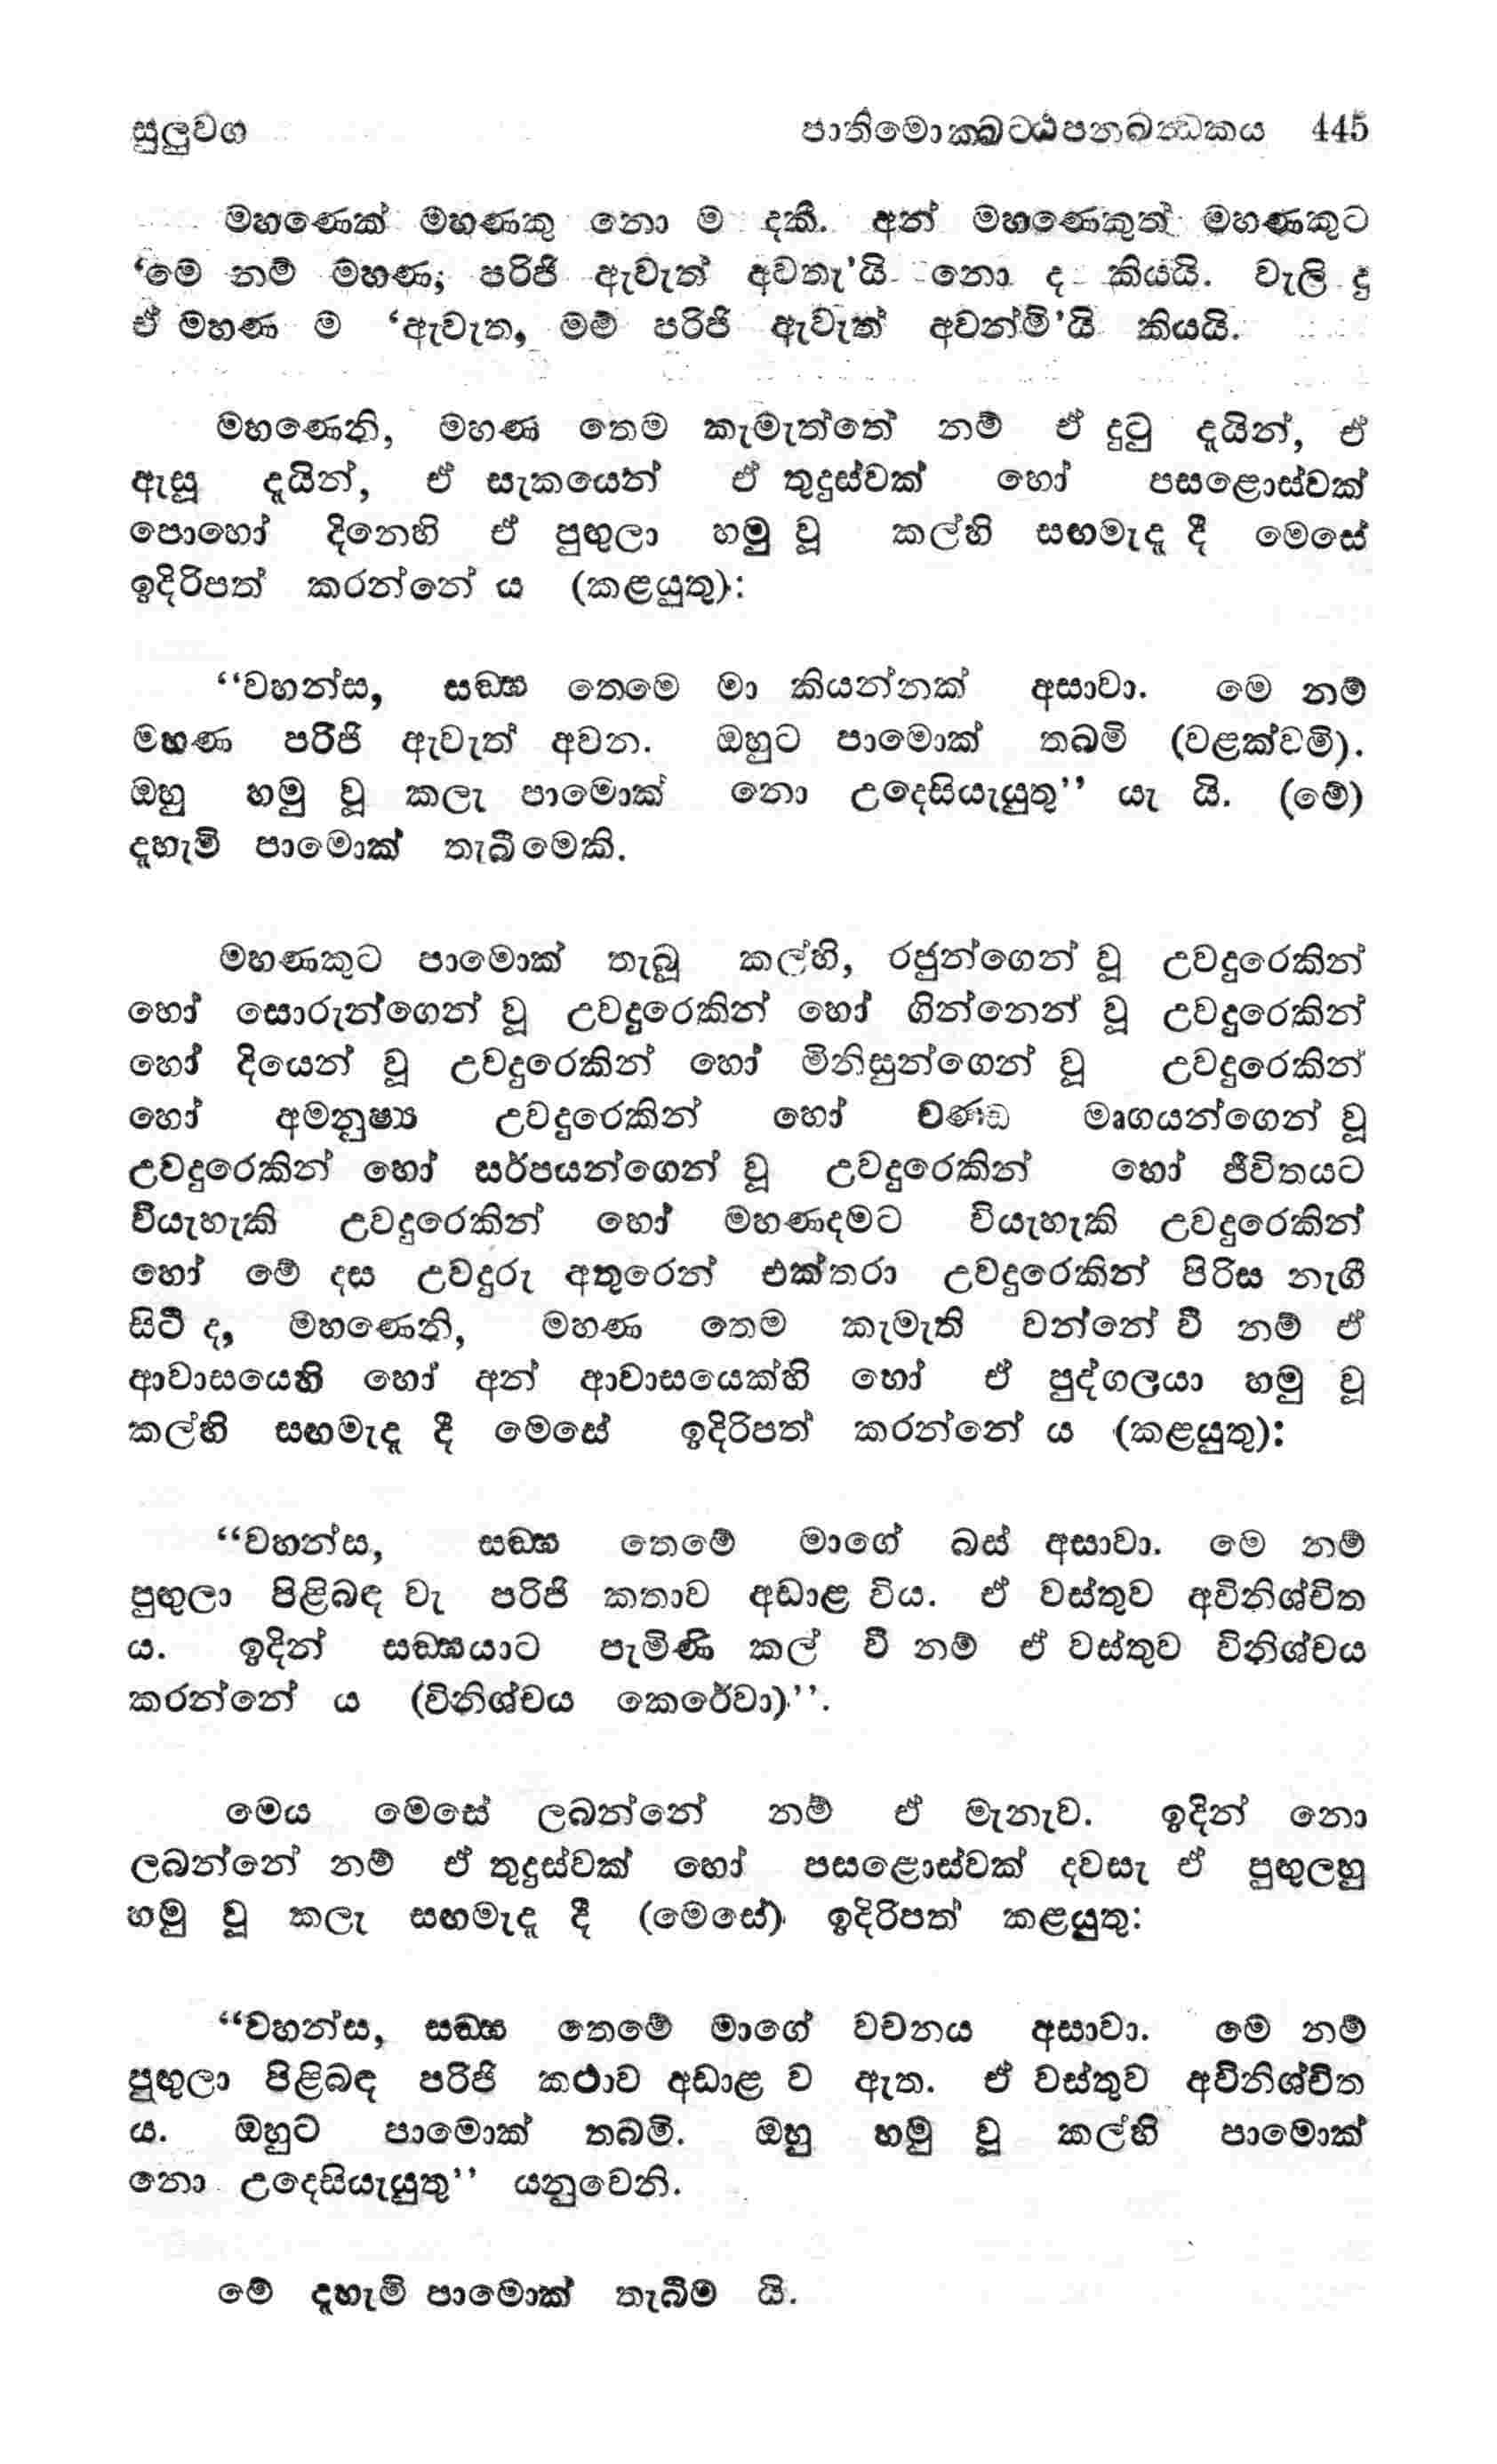 සුලුවග පාතිමොක්ඛට්ඨපනඛන්ධකය 445
මහණෙක් මහණකු නො ම දකී. අන් මහණෙකුත් මහණකුට
‘මෙ නම් මහණ, පරිජි ඇවැත් අවතැ’යි නො ද කියයි. වැලි දු
ඒ මහණ ම ‘ඇවැත, මම් පරිජි ඇවැත් අවන්මි’යි කියයි.
මහණෙනි, මහණ තෙම කැමැත්තේ නම් ඒ දුටු දැයින්, ඒ
ඇසූ දැයින්, ඒ සැකයෙන් ඒ තුදුස්වක් හෝ පසළොස්වක්
පොහෝ දිනෙහි ඒ පුඟුලා හමු වූ කල්හි සඟමැදැ දී මෙසේ
ඉදිරිපත් කරන්නේ ය (කළයුතු):
“වහන්ස, සඞ්ඝ තෙමෙ මා කියන්නක් අසාවා. මෙ නම්
මහණ පරිජි ඇවැත් අවන. ඔහුට පාමොක් තබමි (වළක්වමි).
ඔහු හමු වූ කලැ පාමොක් නො උදෙසියැයුතු” යැ යි. (මේ)
දැහැමි පාමොක් තැබීමෙකි.
මහණකුට පාමොක් තැබූ කල්හි, රජුන්ගෙන් වූ උවදුරෙකින්
හෝ සොරුන්ගෙන් වූ උවදුරෙකින් හෝ ගින්නෙන් වූ උවදුරෙකින්
හෝ දියෙන් වූ උවදුරෙකින් හෝ මිනිසුන්ගෙන් වූ උවදුරෙකින්
හෝ අමනුෂ්‍ය උවදුරෙකින් හෝ චණ්ඩ මෘගයන්ගෙන් වූ
උවදුරෙකින් හෝ සර්පයන්ගෙන් වූ උවදුරෙකින් හෝ ජීවිතයට
වියැහැකි උවදුරෙකින් හෝ මහණදමට වියැහැකි උවදුරෙකින්
හෝ මේ දස උවදුරු අතුරෙන් එක්තරා උවදුරෙකින් පිරිස නැගී
සිටී ද, මහණෙනි, මහණ තෙම කැමැති වන්නේ වී නම් ඒ
ආවාසයෙහි හෝ අන් ආවාසයෙක්හි හෝ ඒ පුද්ගලයා හමු වූ
කල්හි සඟමැදැ දී මෙසේ ඉදිරිපත් කරන්නේ ය (කළයුතු):
“වහන්ස, සඞ්ඝ තෙමේ මාගේ බස් අසාවා. මෙ නම්
පුඟුලා පිළිබඳ වැ පරිජි කතාව අඩාළ විය. ඒ වස්තුව අවිනිශ්චිත
ය. ඉදින් සඞ්ඝයාට පැමිණි කල් වී නම් ඒ වස්තුව විනිශ්චය
කරන්නේ ය (විනිශ්චය කෙරේවා)”.
මෙය මෙසේ ලබන්නේ නම් ඒ මැනැව. ඉදින් නො
ලබන්නේ නම් ඒ තුදුස්වක් හෝ පසළොස්වක් දවසැ ඒ පුඟුලහු
හමු වූ කලැ සඟමැදැ දී (මෙසේ) ඉදිරිපත් කළයුතු:
“වහන්ස, සඞ්ඝ තෙමේ මාගේ වචනය අසාවා. මෙ නම්
පුඟුලා පිළිබඳ පරිජි කථාව අඩාළ ව ඇත. ඒ වස්තුව අවිනිශ්චිත
ය. ඔහුට පාමොක් තබමි. ඔහු හමු වූ කල්හි පාමොක්
නො උදෙසියැයුතු” යනුවෙනි.
මේ දැහැමි පාමොක් තැබීම යි.